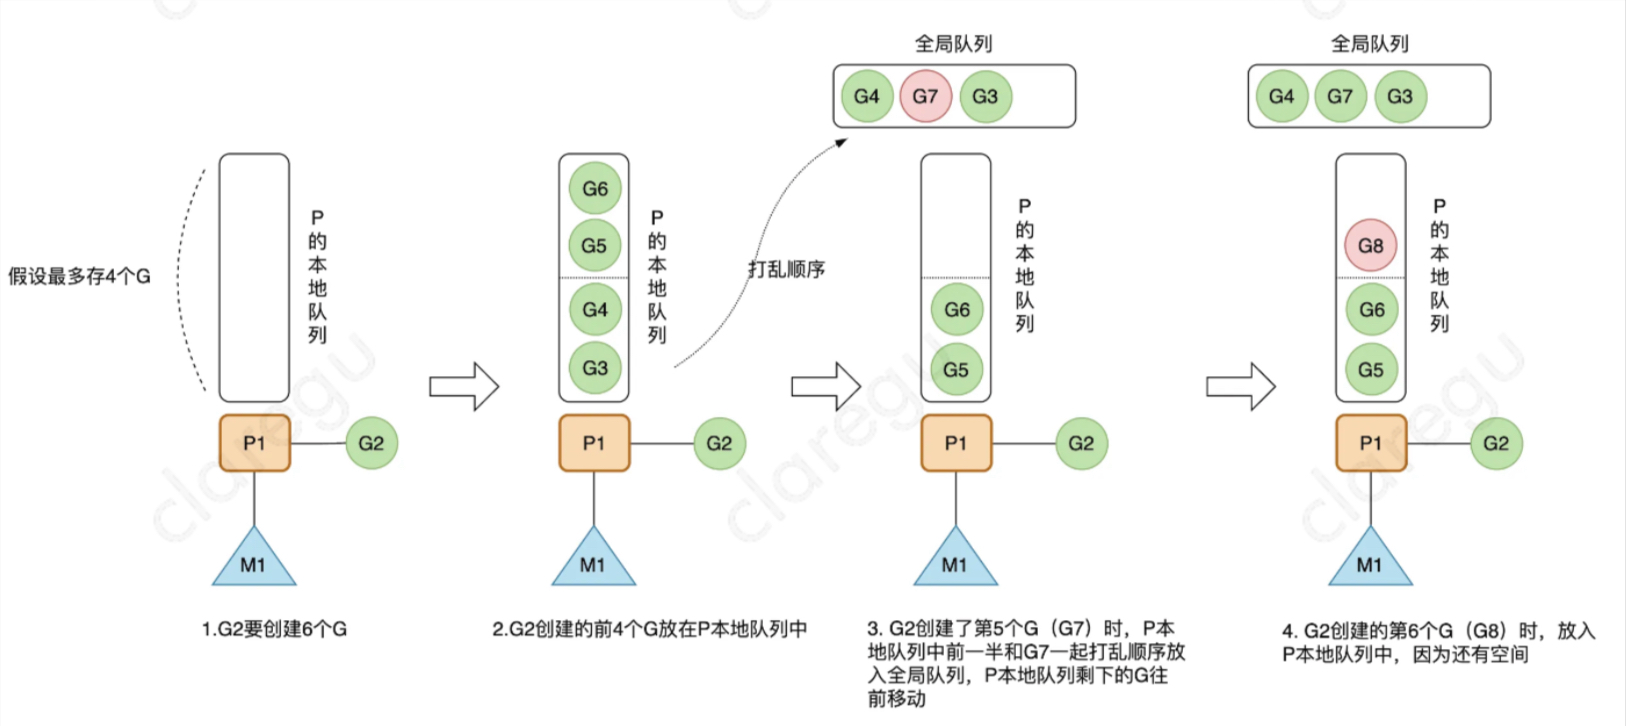 假设最多存4个G
P的本地队列
P1
G2
M1
1.G2要创建6个G
G6
G5
G4
G3
P的本地队列
P1
G2
M1
2.G2创建的前4个G放在P本地队列中
打乱顺序
全局队列
G4 G7 G3
G6
G5
P的本地队列
P1
G2
M1
3. G2创建了第5个G（G7）时，P本
地队列中前一半和G7一起打乱顺序放
入全局队列，P本地队列剩下的G往
前移动
全局队列
G4 G7 G3
G8
G6
G5
P的本地队列
P1
G2
M1
4. G2创建的第6个G（G8）时，放入
P本地队列中，因为还有空间
claregu
claregu
claregu